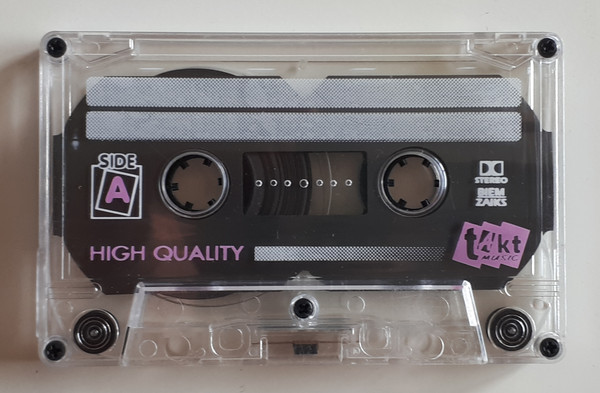 SIDE
A
STEREO
BIEM
ZAIKS
HIGH QUALITY
t4kt
MUSIC